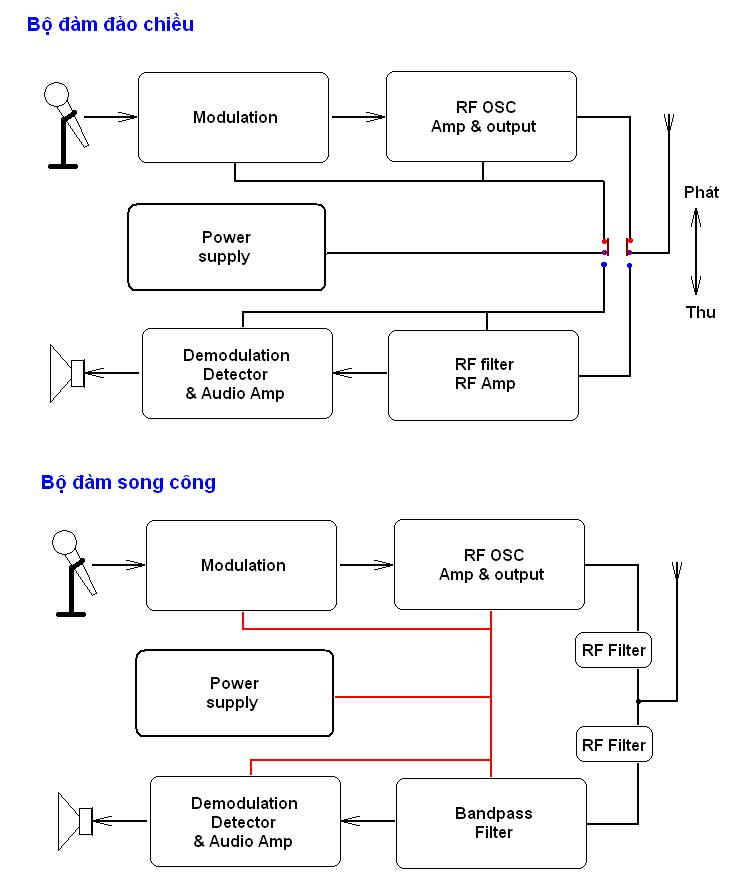 Bộ đàm đảo chiều
Modulation
RF OSC
Amp & output
Phát
Power
supply
Thu
Demodulation
Detector
& Audio Amp
RF filter
RF Amp
Bộ đàm song công
Modulation
RF OSC
Amp & output
RF Filter
Power
supply
RF Filter
Demodulation
Detector
& Audio Amp
Bandpass
Filter